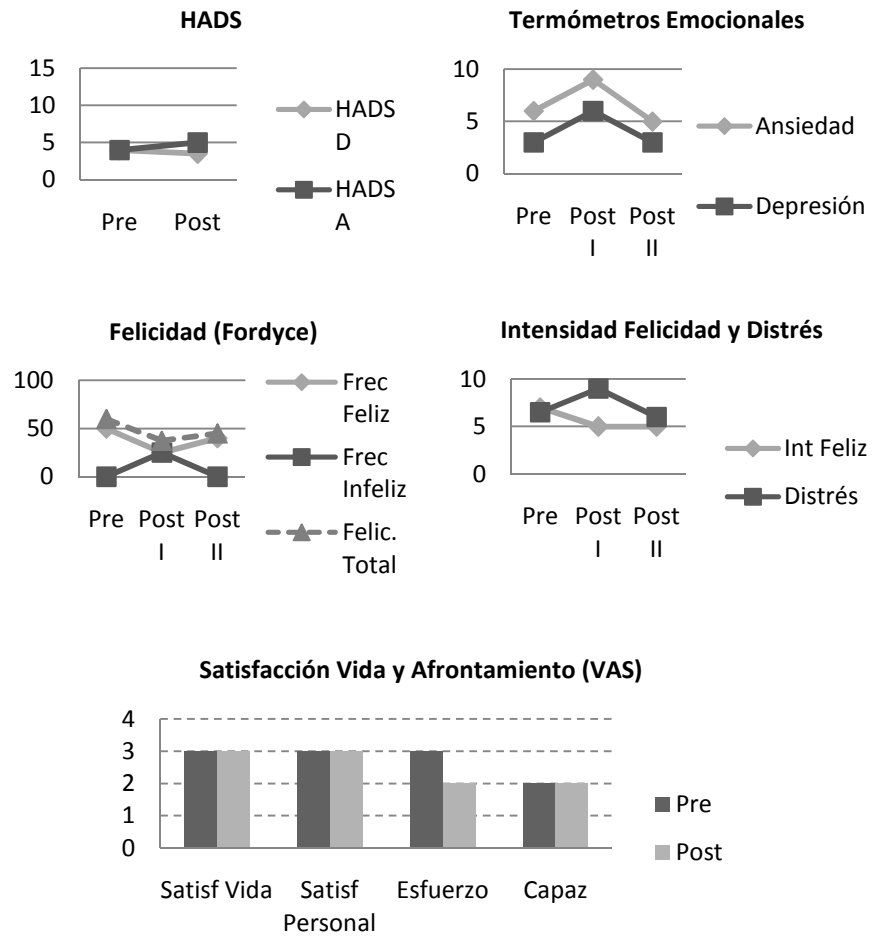 HADS
15
10
5
0
Pre Post
HADS
D
HADS
A
Termómetros Emocionales
10
5
0
Pre Post Post
I II
Ansiedad
Depresión
Felicidad (Fordyce)
100
50
0
Pre Post Post
I II
Frec
Feliz
Frec
Infeliz
Felic.
Total
Intensidad Felicidad y Distrés
10
5
0
Pre Post Post
I II
Int Feliz
Distrés
Satisfacción Vida y Afrontamiento (VAS)
4
3
2
1
0
Satisf Vida Satisf Esfuerzo Capaz
Personal
Pre
Post